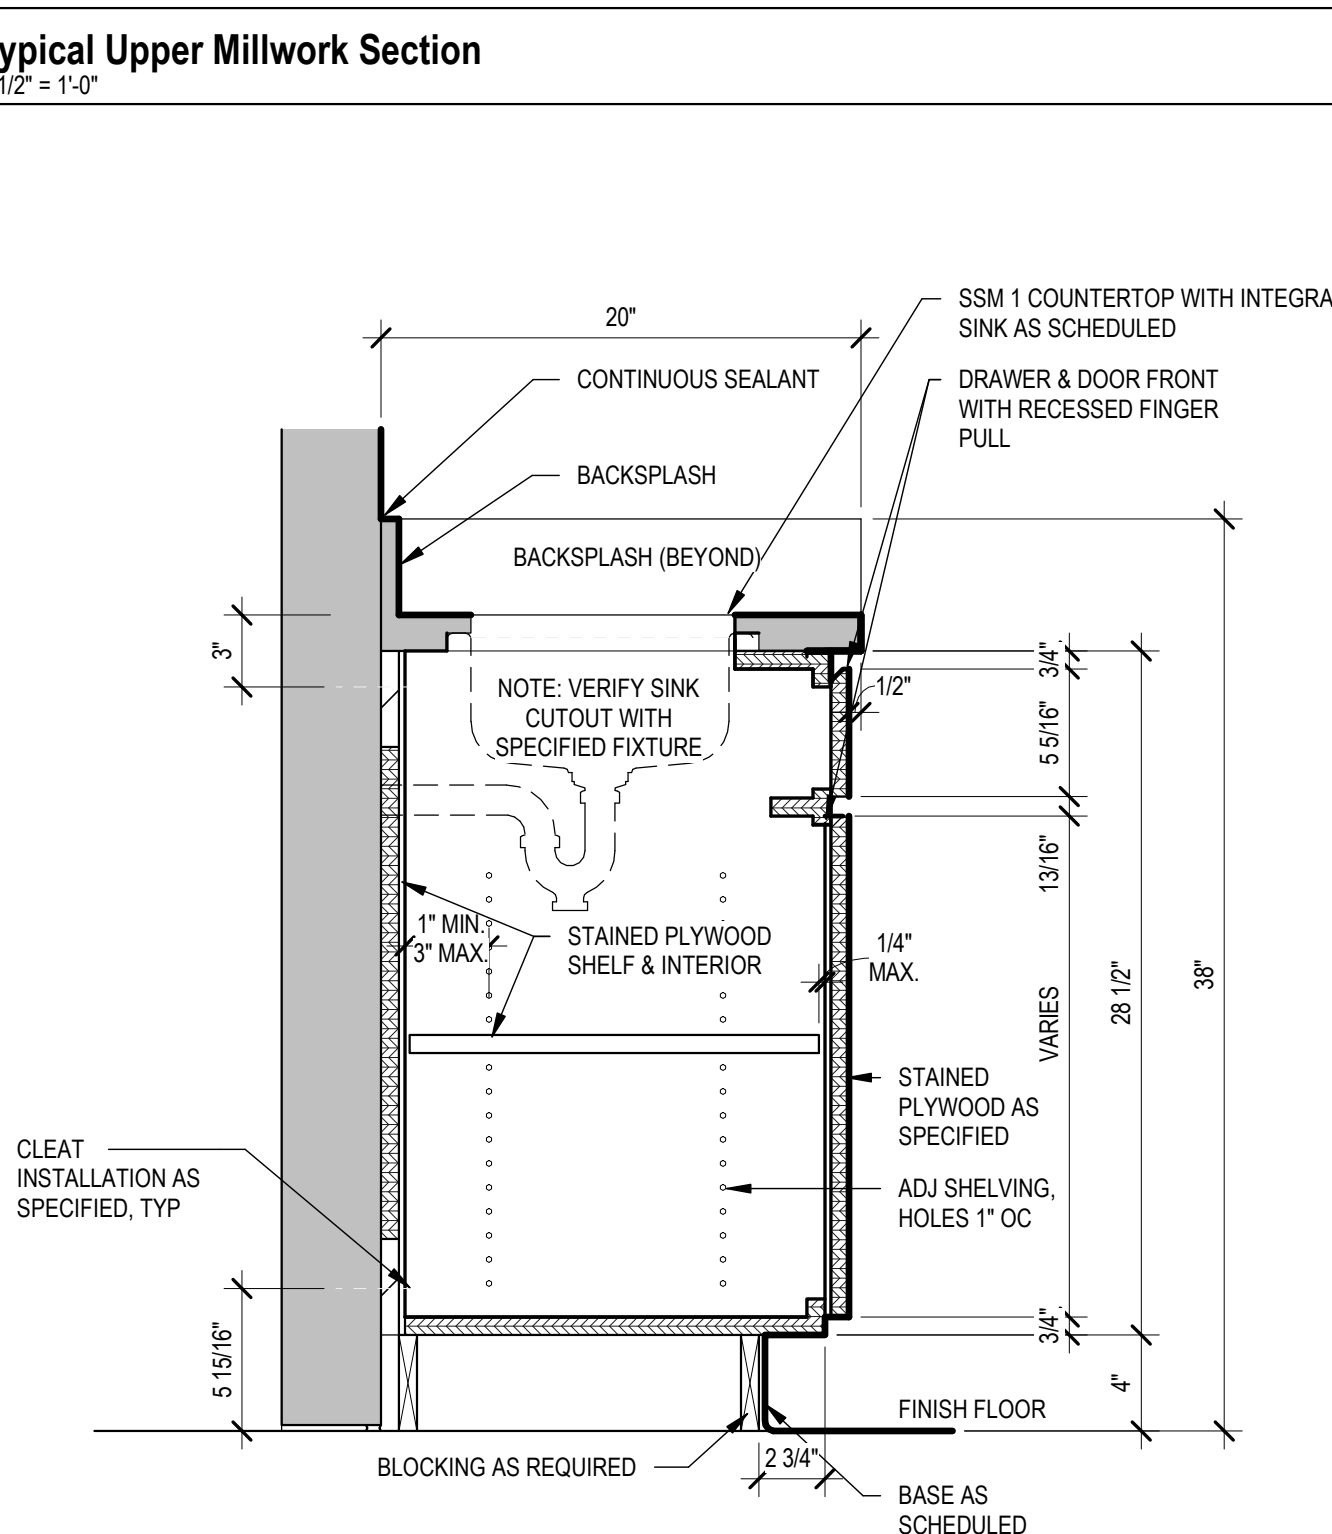 ypical Upper Millwork Section
1/2" = 1'-0"
SSM 1 COUNTERTOP WITH INTEGRA
SINK AS SCHEDULED
20"
CONTINUOUS SEALANT
DRAWER & DOOR FRONT
WITH RECESSED FINGER
PULL
BACKSPLASH
BACKSPLASH (BEYOND)
3"
3/4"
NOTE: VERIFY SINK
CUTOUT WITH
SPECIFIED FIXTURE
1/2"
5 5/16"
13/16"
1" MIN.
3" MAX.
STAINED PLYWOOD
SHELF & INTERIOR
1/4"
MAX.
VARIES
28 1/2"
38"
STAINED
PLYWOOD AS
SPECIFIED
CLEAT
INSTALLATION AS
SPECIFIED, TYP
ADJ SHELVING,
HOLES 1" OC
5 15/16"
3/4"
4"
FINISH FLOOR
BLOCKING AS REQUIRED
2 3/4"
BASE AS
SCHEDULED